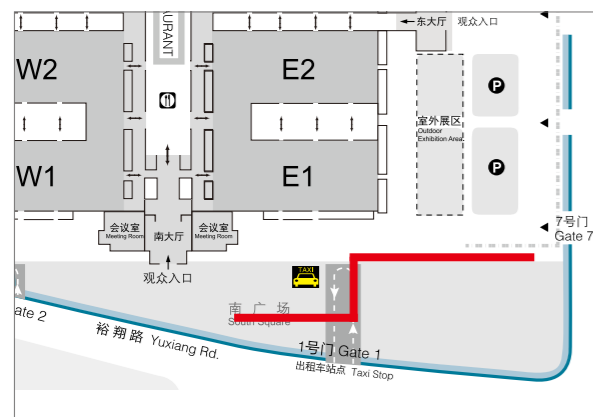 URANT
东大厅
观众入口
W2
E2
P
室外展区
Outdoor
Exhibition Area
P
W1
E1
会议室
Meeting Room
南大厅
会议室
Meeting Room
7号门
Gate 7
观众入口
TAXI
南广场
South Square
ate 2
裕翔路 Yuxiang Rd.
1号门 Gate 1
出租车站点 Taxi Stop